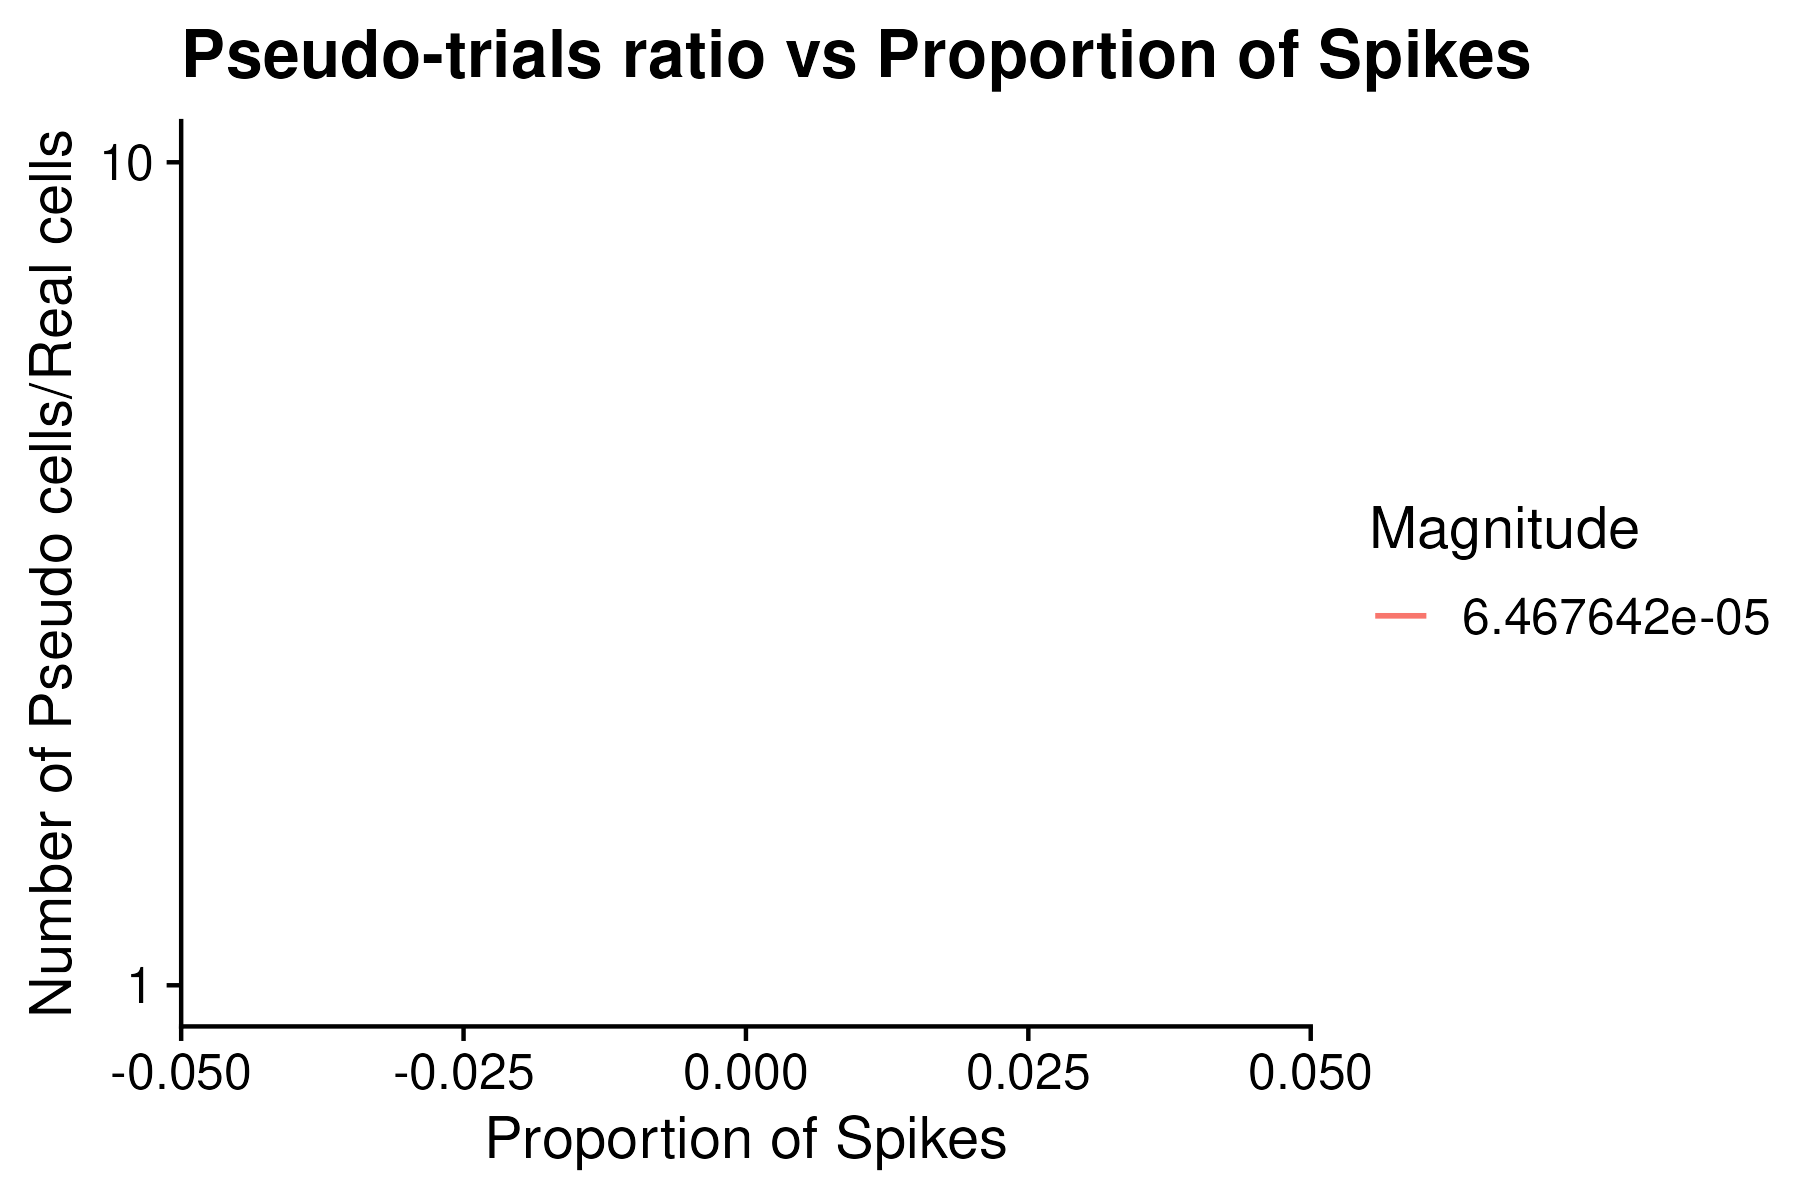 Pseudo-trials ratio vs Proportion of Spikes
Number of Pseudo cells/Real cells
10
1
-0.050
-0.025
0.000
0.025
0.050
Proportion of Spikes
Magnitude
6.467642e-05